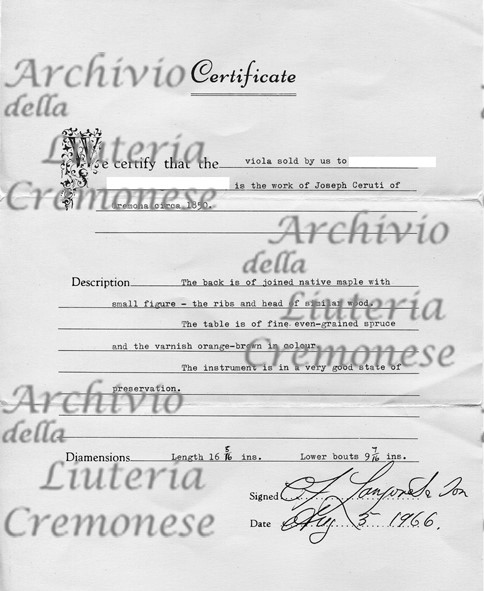 Certificate
We certify that the viola sold by us to
is the work of Joseph Ceruti of
Cremona circa 1850.
Description The back is of joined native maple with
small figure - the ribs and head of similar wood.
The table is of fine even-grained spruce
and the varnish orange-brown in colour
The instrument is in a very good state of
preservation.
Diamensions Length 16 5/16 ins. Lower bouts 9 7/16 ins.
Signed & Son
Date 5 1966.
Archivio
della
Liuteria
Cremonese
Archivio
della
Liuteria
Cremonese
Archivio
della
Liuteria
Cremonese